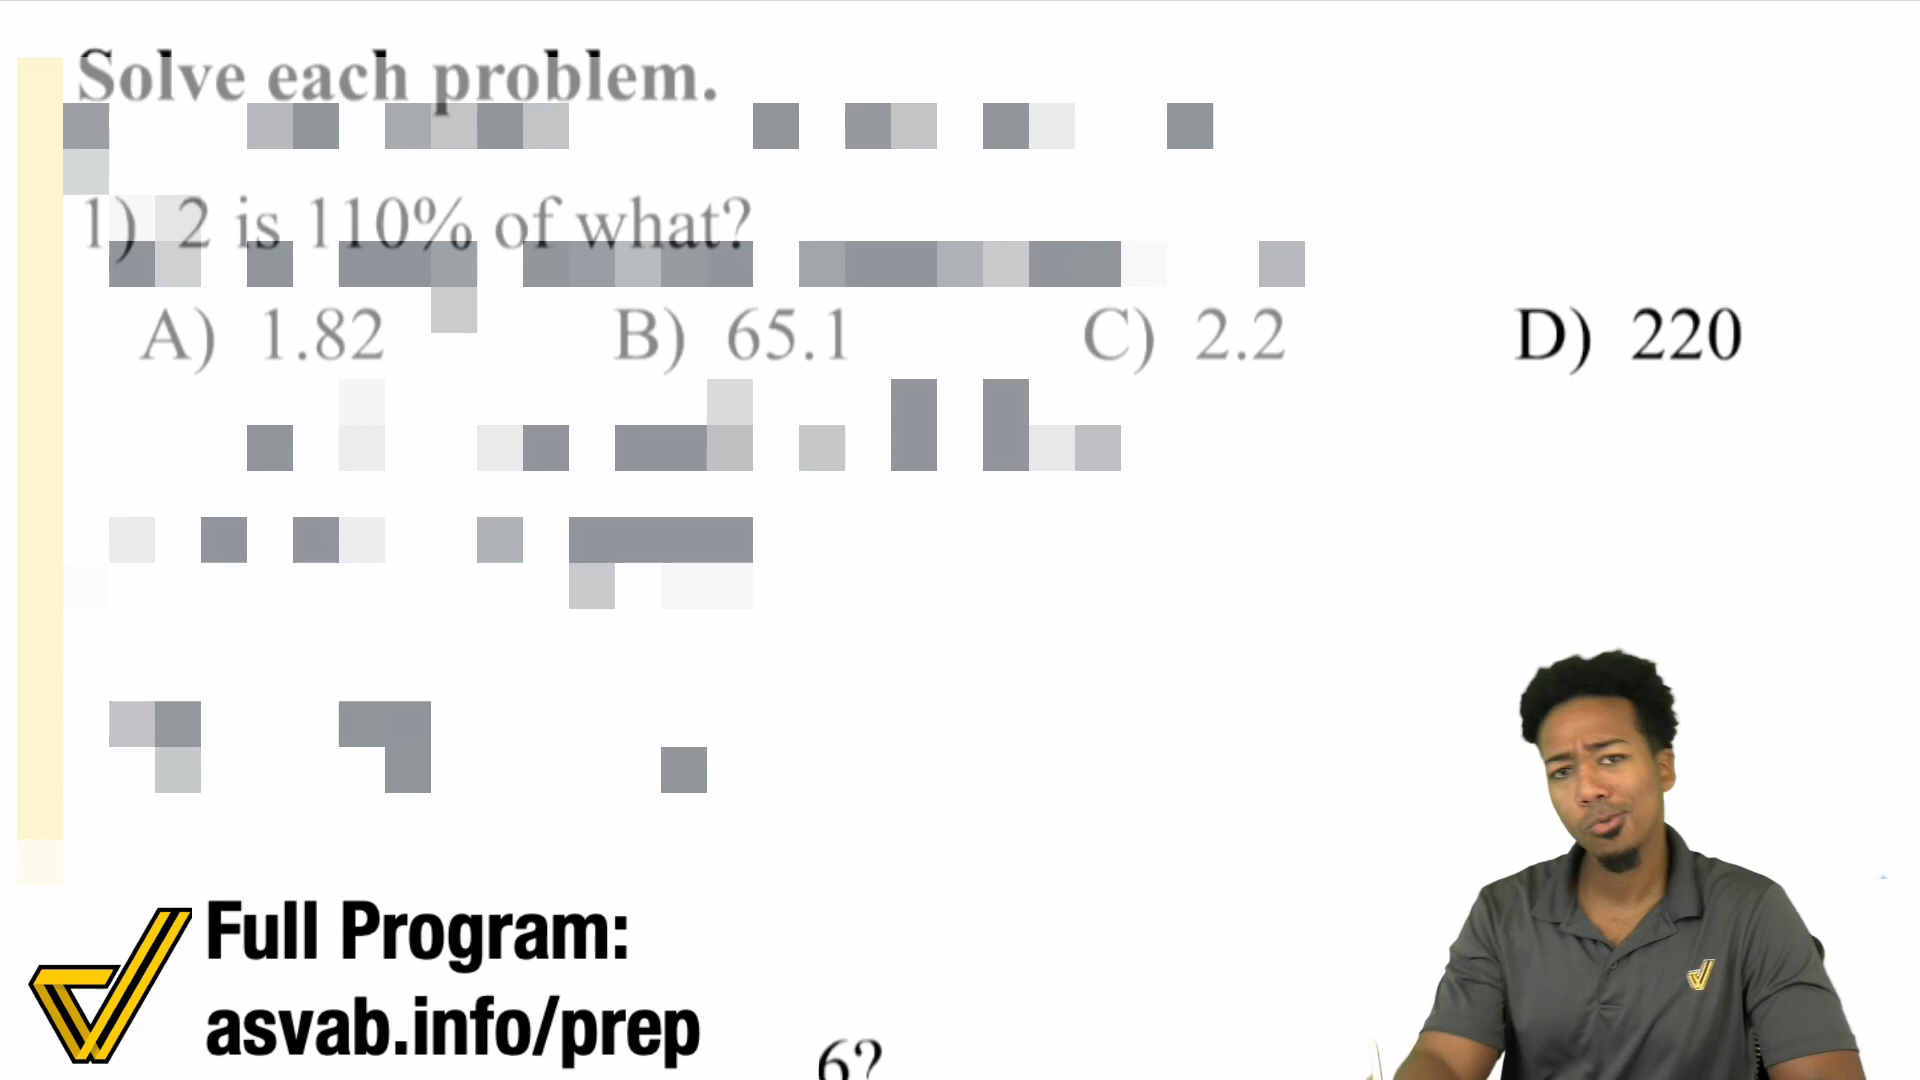 Solve each problem.
1) 2 is 110% of what?
A) 1.82 B) 65.1 C) 2.2 D) 220
Full Program:
asvab.info/prep
6?